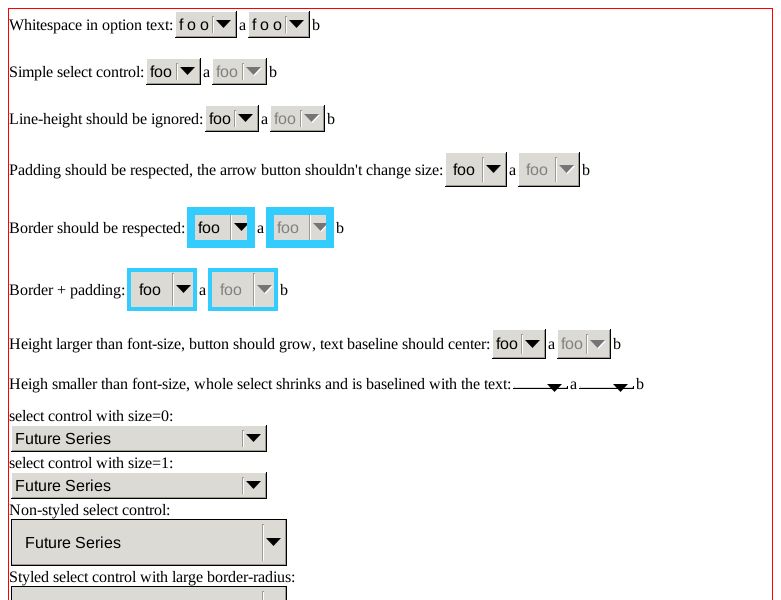 Whitespace in option text: f o o a f o o b
Simple select control: foo a foo b
Line-height should be ignored: foo a foo b
Padding should be respected, the arrow button shouldn't change size: foo a foo b
Border should be respected: foo a foo b
Border + padding: foo a foo b
Height larger than font-size, button should grow, text baseline should center: foo a foo b
Heigh smaller than font-size, whole select shrinks and is baselined with the text: a b
select control with size=0:
Future Series
select control with size=1:
Future Series
Non-styled select control:
Future Series
Styled select control with large border-radius: